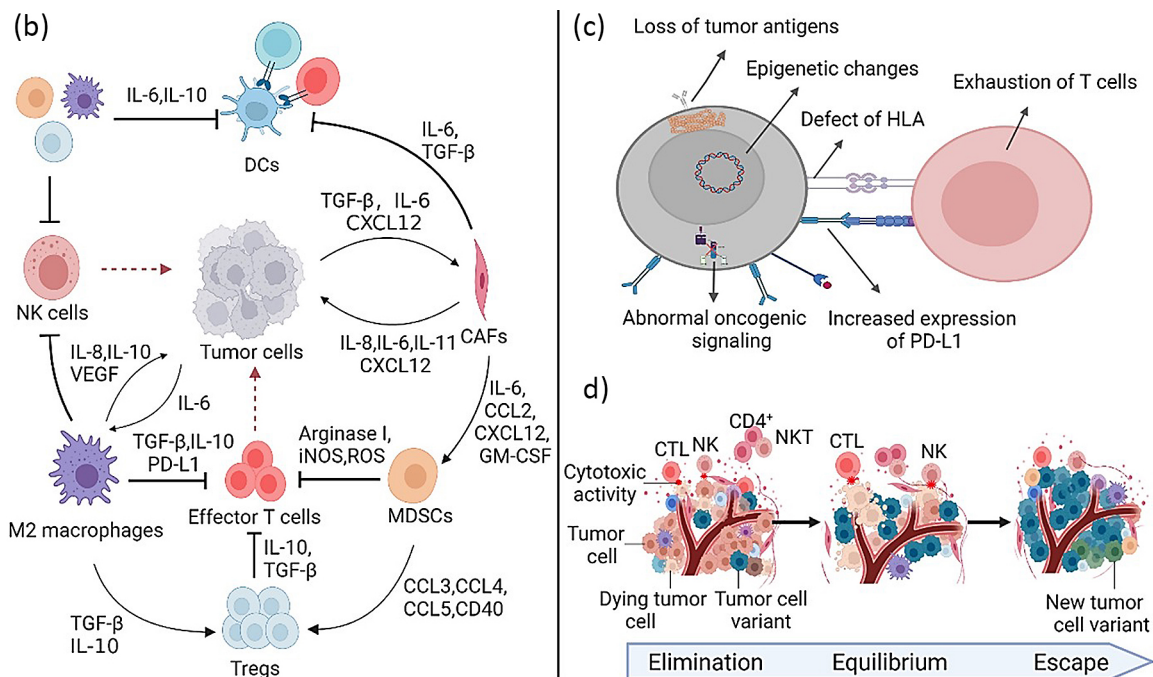 (b)
IL-6,IL-10
DCs
IL-6,
TGF-β
TGF-β, IL-6
CXCL12
NK cells
Tumor cells
CAFs
IL-8,IL-6,IL-11
CXCL12
IL-8,IL-10
VEGF
IL-6
IL-6,
CCL2,
CXCL12,
GM-CSF
TGF-β,IL-10
PD-L1
Arginase I,
iNOS,ROS
M2 macrophages
Effector T cells
MDSCs
IL-10,
TGF-β
CCL3,CCL4,
CCL5,CD40
TGF-β
IL-10
Tregs
(c)
Loss of tumor antigens
Epigenetic changes
Exhaustion of T cells
Defect of HLA
Abnormal oncogenic
signaling
Increased expression
of PD-L1
d)
CTL
NK
CD4⁺
NKT
Cytotoxic
activity
Tumor
cell
Dying tumor
cell
Tumor cell
variant
CTL
NK
New tumor
cell variant
Elimination
Equilibrium
Escape